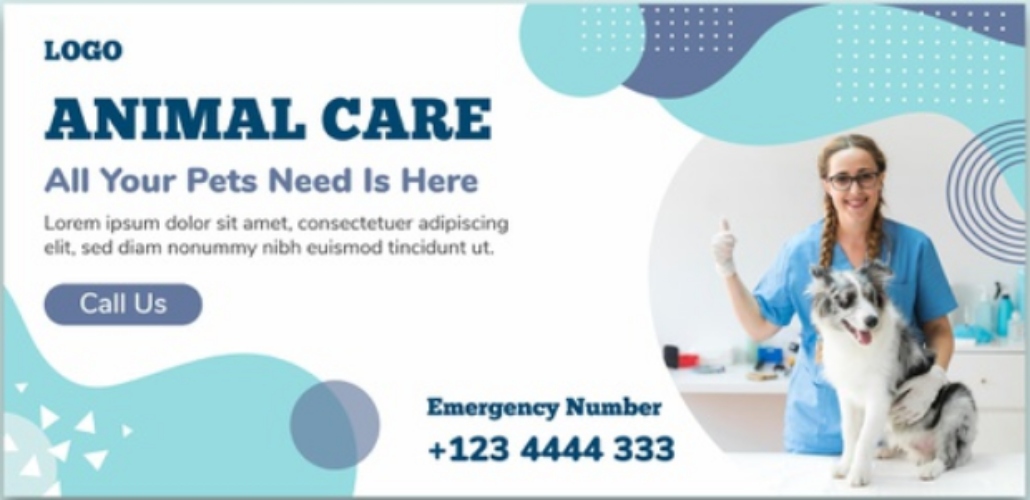 LOGO
ANIMAL CARE
All Your Pets Need Is Here
Lorem ipsum dolor sit amet, consectetuer adipiscing
elit, sed diam nonummy nibh euismod tincidunt ut.
Call Us
Emergency Number
+123 4444 333